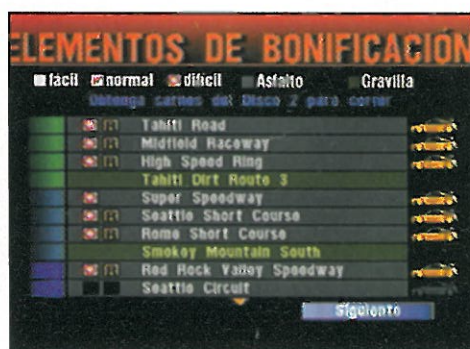 ELEMENTOS DE BONIFICACIÓN
fácil normal difícil Asfalto Gravilla
Obtenga carnes del Disco 2 para correr
Tahiti Road
Midfield Raceway
High Speed Ring
Tahiti Dirt Route 3
Super Speedway
Seattle Short Course
Rome Short Course
Smokey Mountain South
Red Rock Valley Speedway
Seattle Circuit
Siguiente